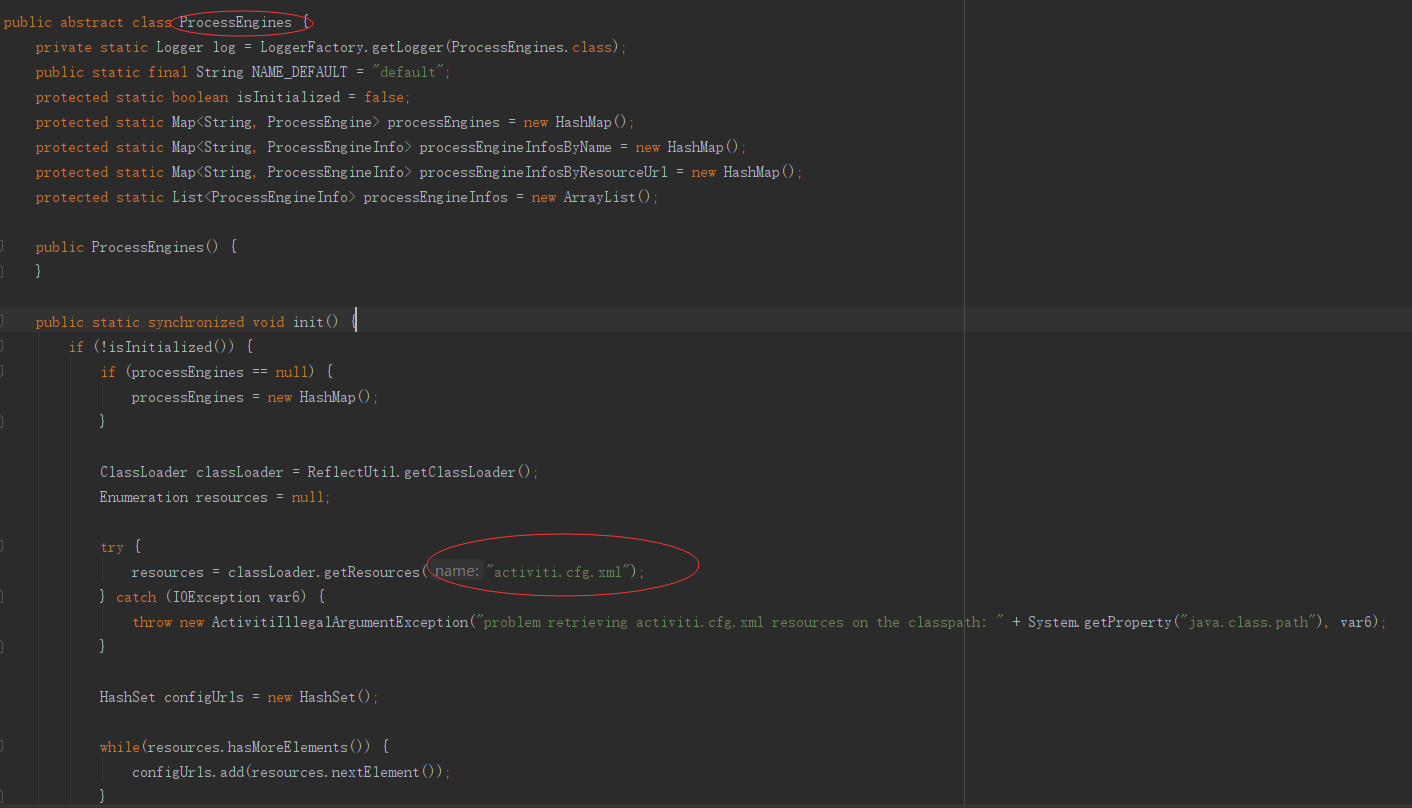 public abstract class ProcessEngines {
    private static Logger log = LoggerFactory.getLogger(ProcessEngines.class);
    public static final String NAME_DEFAULT = "default";
    protected static boolean isInitialized = false;
    protected static Map<String, ProcessEngine> processEngines = new HashMap();
    protected static Map<String, ProcessEngineInfo> processEngineInfosByName = new HashMap();
    protected static Map<String, ProcessEngineInfo> processEngineInfosByResourceUrl = new HashMap();
    protected static List<ProcessEngineInfo> processEngineInfos = new ArrayList();
    public ProcessEngines() {
    }
    public static synchronized void init() {
        if (!isInitialized()) {
            if (processEngines == null) {
                processEngines = new HashMap();
            }
            ClassLoader classLoader = ReflectUtil.getClassLoader();
            Enumeration resources = null;
            try {
                resources = classLoader.getResources( name: "activiti.cfg.xml");
            } catch (IOException var6) {
                throw new ActivitiIllegalArgumentException("problem retrieving activiti.cfg.xml resources on the classpath: " + System.getProperty("java.class.path"), var6);
            }
            HashSet configUrls = new HashSet();
            while(resources.hasMoreElements()) {
                configUrls.add(resources.nextElement());
            }